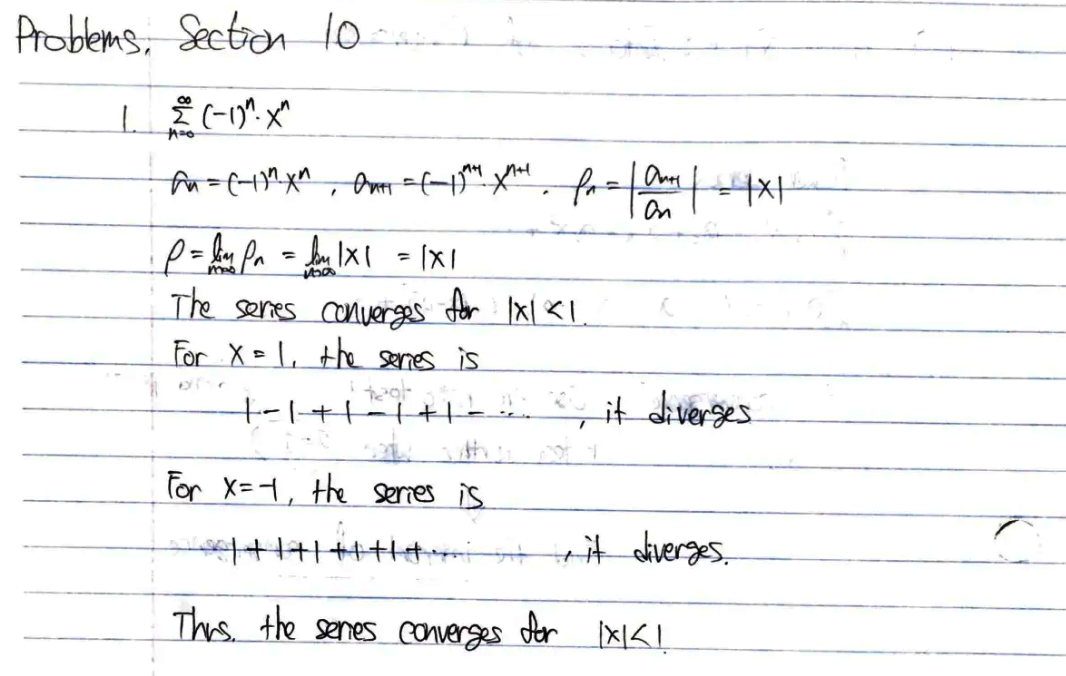 Problems, Section 10
1. $\sum_{n=0}^{\infty} (-1)^n \cdot x^n$
$a_n = (-1)^n \cdot x^n$, $a_{n+1} = (-1)^{n+1} \cdot x^{n+1}$. $\rho_n = \left| \frac{a_{n+1}}{a_n} \right| = |x|$
$\rho = \lim_{n \to \infty} \rho_n = \lim_{n \to \infty} |x| = |x|$
The series converges for $|x| < 1$.
For $x = 1$, the series is
$1 - 1 + 1 - 1 + 1 - \cdots$, it diverges
For $x = -1$, the series is
$1 + 1 + 1 + 1 + 1 + \cdots$, it diverges.
Thus, the series converges for $|x| < 1$